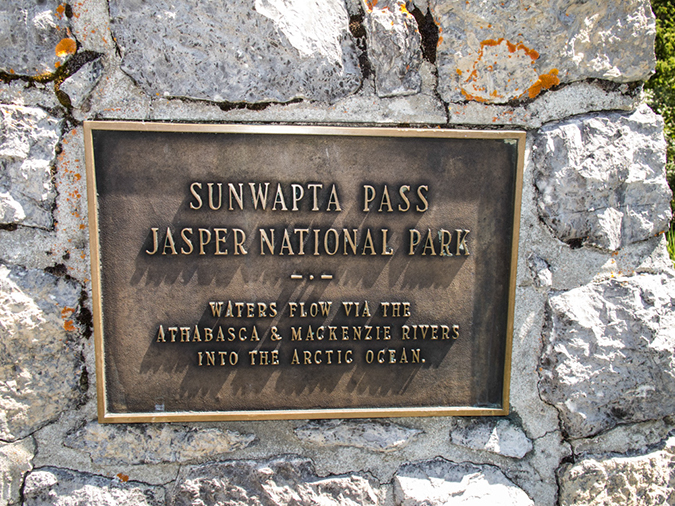 SUNWAPTA PASS
JASPER NATIONAL PARK
WATERS FLOW VIA THE
ATHABASCA & MACKENZIE RIVERS
INTO THE ARCTIC OCEAN.